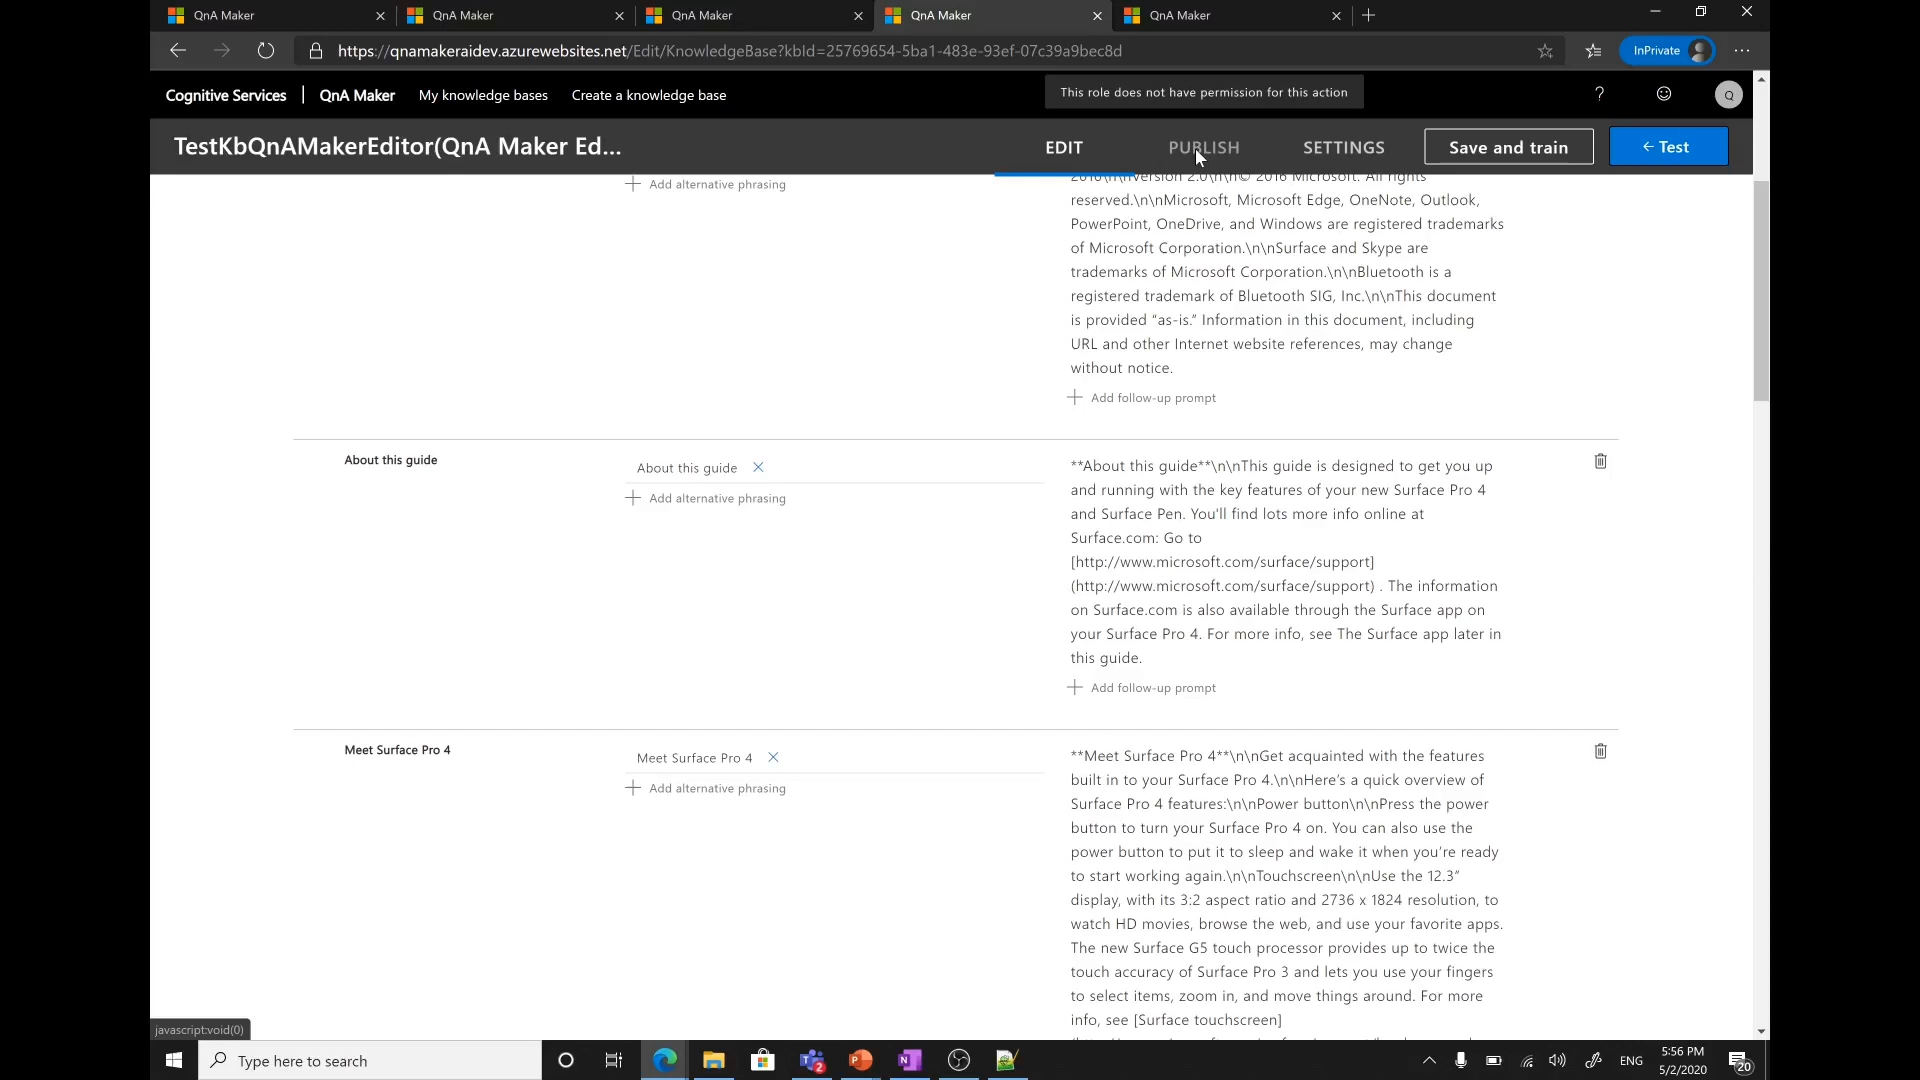 QnA Maker
QnA Maker
QnA Maker
QnA Maker
QnA Maker
https://qnamakeraidev.azurewebsites.net/Edit/KnowledgeBase?kbId=25769654-5ba1-483e-93ef-07c39a9bec8d
InPrivate
Cognitive Services | QnA Maker My knowledge bases Create a knowledge base
This role does not have permission for this action
?
Q
TestKbQnAMakerEditor(QnA Maker Ed...
EDIT
PUBLISH
SETTINGS
Save and train
Test
Add alternative phrasing
2016\n\nVersion 2.0\n\n© 2016 Microsoft. All rights
reserved.\n\nMicrosoft, Microsoft Edge, OneNote, Outlook,
PowerPoint, OneDrive, and Windows are registered trademarks
of Microsoft Corporation.\n\nSurface and Skype are
trademarks of Microsoft Corporation.\n\nBluetooth is a
registered trademark of Bluetooth SIG, Inc.\n\nThis document
is provided “as-is.” Information in this document, including
URL and other Internet website references, may change
without notice.
Add follow-up prompt
About this guide
About this guide
Add alternative phrasing
**About this guide**\n\nThis guide is designed to get you up
and running with the key features of your new Surface Pro 4
and Surface Pen. You'll find lots more info online at
Surface.com: Go to
[http://www.microsoft.com/surface/support]
(http://www.microsoft.com/surface/support) . The information
on Surface.com is also available through the Surface app on
your Surface Pro 4. For more info, see The Surface app later in
this guide.
Add follow-up prompt
Meet Surface Pro 4
Meet Surface Pro 4
Add alternative phrasing
**Meet Surface Pro 4**\n\nGet acquainted with the features
built in to your Surface Pro 4.\n\nHere’s a quick overview of
Surface Pro 4 features:\n\nPower button\n\nPress the power
button to turn your Surface Pro 4 on. You can also use the
power button to put it to sleep and wake it when you’re ready
to start working again.\n\nTouchscreen\n\nUse the 12.3”
display, with its 3:2 aspect ratio and 2736 x 1824 resolution, to
watch HD movies, browse the web, and use your favorite apps.
The new Surface G5 touch processor provides up to twice the
touch accuracy of Surface Pro 3 and lets you use your fingers
to select items, zoom in, and move things around. For more
info, see [Surface touchscreen]
javascript:void(0)
Type here to search
2
ENG
5:56 PM
5/2/2020
20